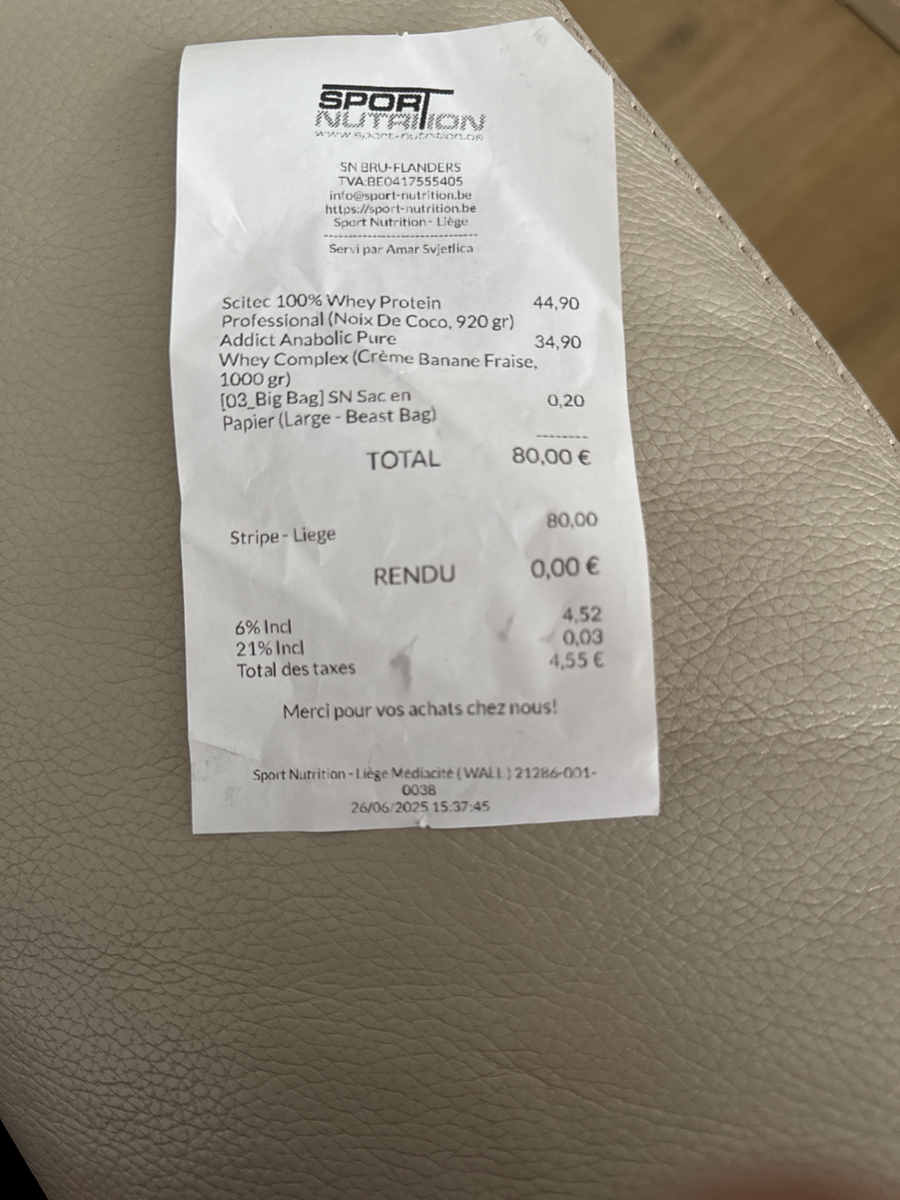 SPORT
NUTRITION
www.sport-nutrition.be
SN BRU-FLANDERS
TVA:BE0417555405
info@sport-nutrition.be
https://sport-nutrition.be
Sport Nutrition - Liège
--------------------------------
Servi par Amar Svjetlica
Scitec 100% Whey Protein 44,90
Professional (Noix De Coco, 920 gr)
Addict Anabolic Pure 34,90
Whey Complex (Crème Banane Fraise,
1000 gr)
[03_Big Bag] SN Sac en 0,20
Papier (Large - Beast Bag)
--------
TOTAL 80,00 €
Stripe - Liege 80,00
RENDU 0,00 €
6% Incl 4,52
21% Incl 0,03
Total des taxes 4,55 €
Merci pour vos achats chez nous!
Sport Nutrition - Liège Médiacité (WALL) 21286-001-
0038
26/06/2025 15:37:45